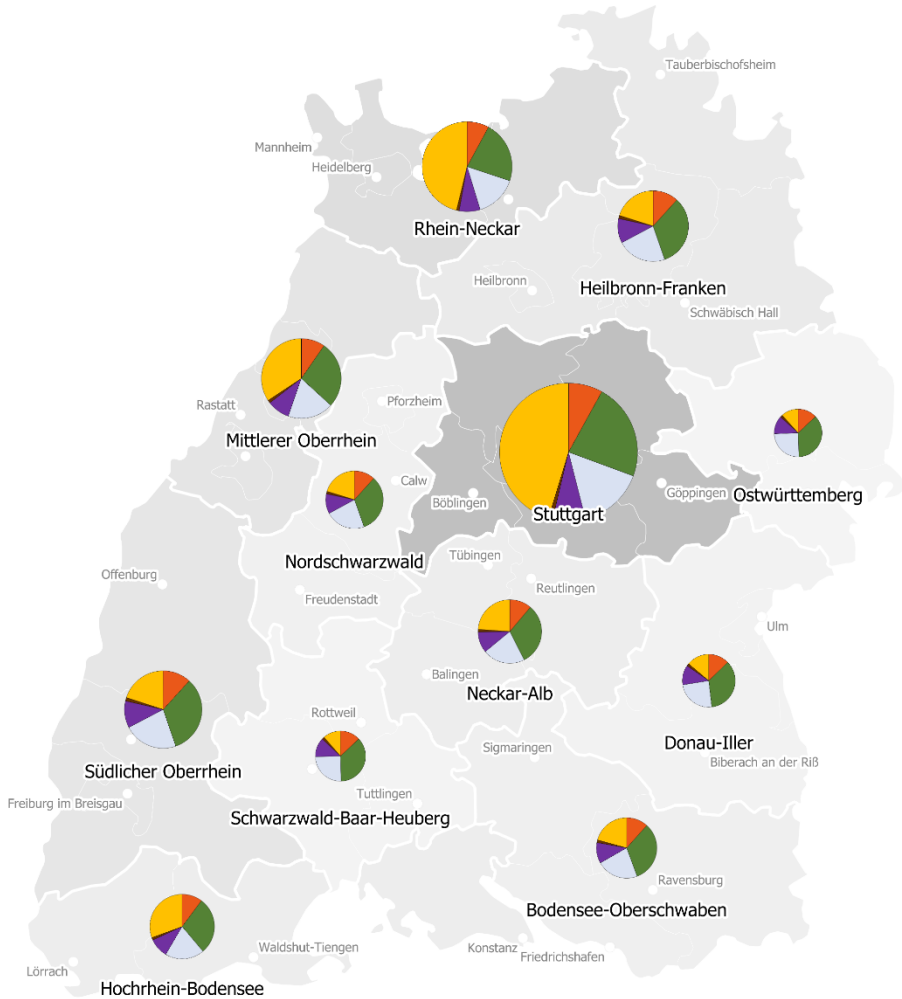 Tauberbischofsheim
Mannheim
Heidelberg
Rhein-Neckar
Heilbronn
Heilbronn-Franken
Schwäbisch Hall
Pforzheim
Rastatt
Mittlerer Oberrhein
Calw
Böblingen
Göppingen
Ostwürttemberg
Stuttgart
Nordschwarzwald
Tübingen
Offenburg
Reutlingen
Freudenstadt
Ulm
Balingen
Neckar-Alb
Rottweil
Donau-Iller
Sigmaringen
Biberach an der Riß
Südlicher Oberrhein
Tuttlingen
Freiburg im Breisgau
Schwarzwald-Baar-Heuberg
Ravensburg
Bodensee-Oberschwaben
Waldshut-Tiengen
Konstanz
Friedrichshafen
Lörrach
Hochrhein-Bodensee